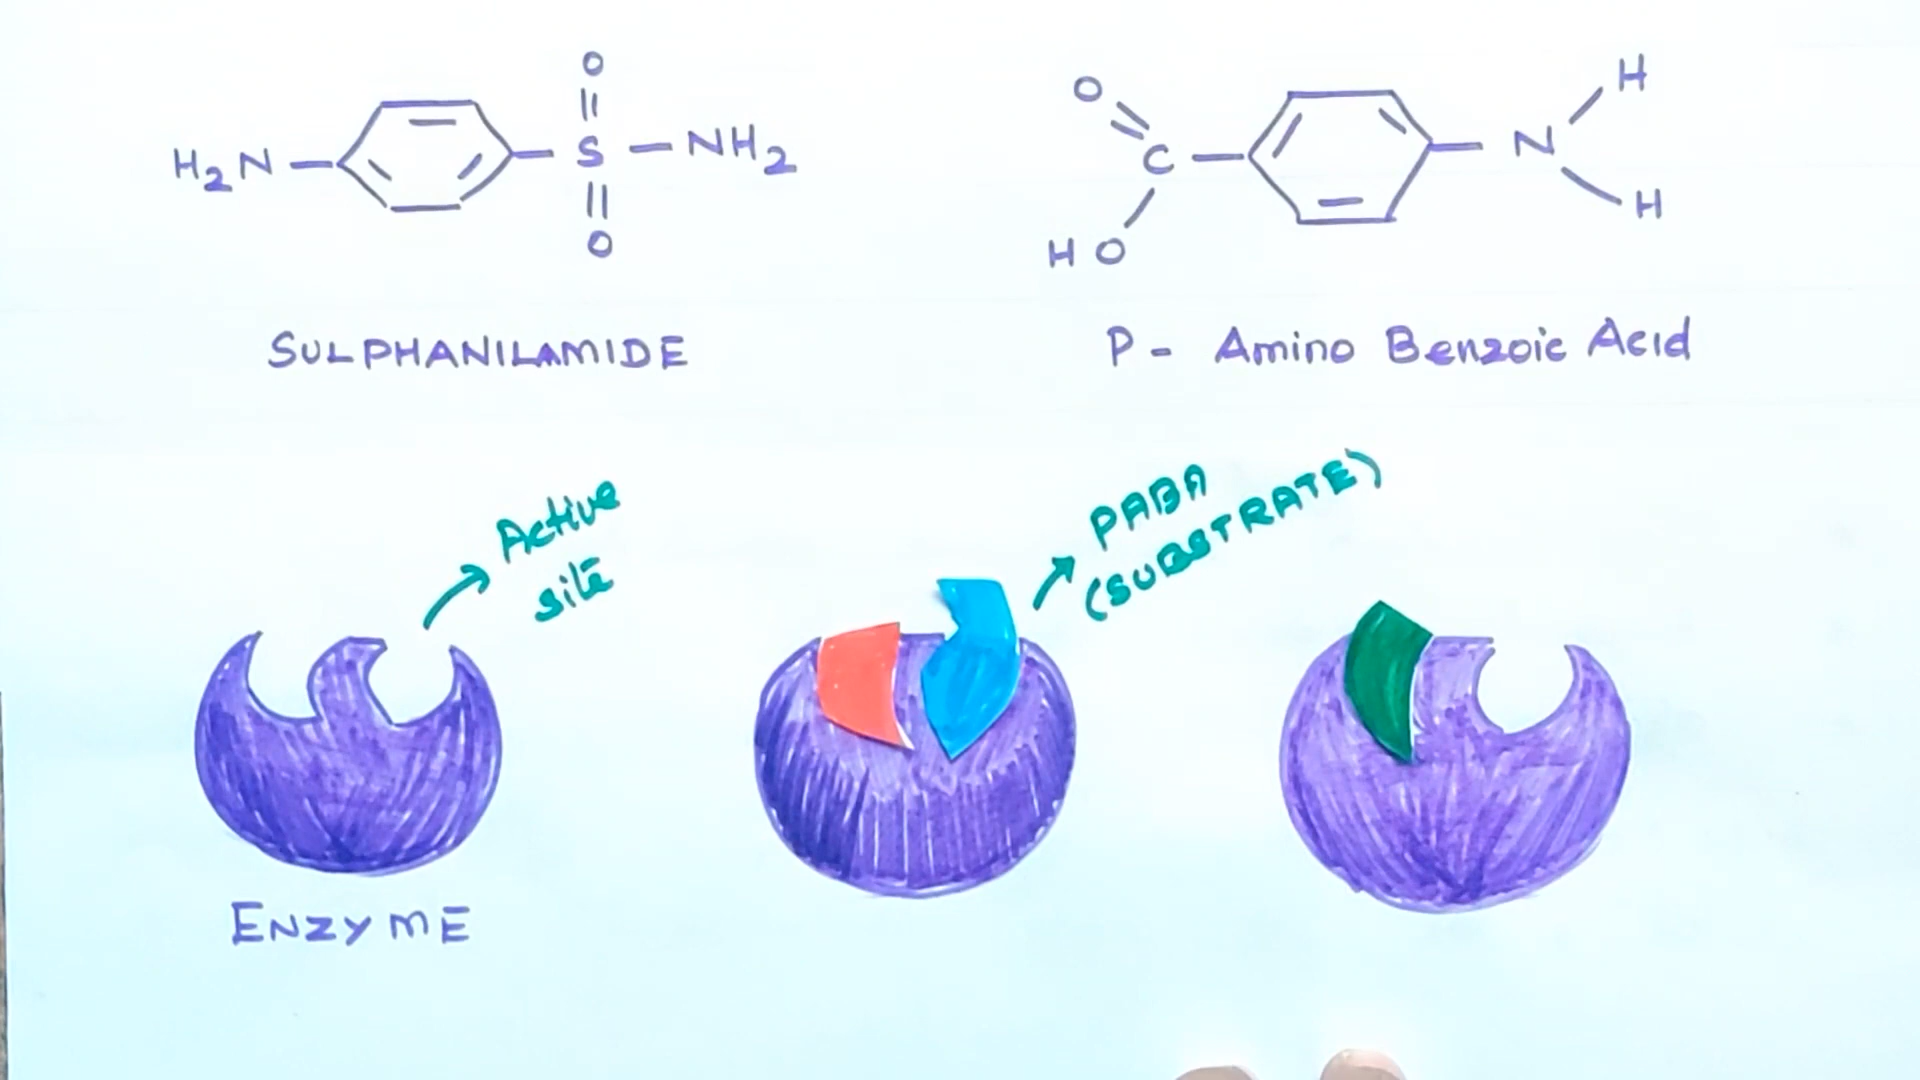 O
||
H₂N S NH₂
||
O
SULPHANILAMIDE
O
C
HO
N
H
H
P- Amino Benzoic Acid
Active
site
PABA
(SUBSTRATE)
ENZYME